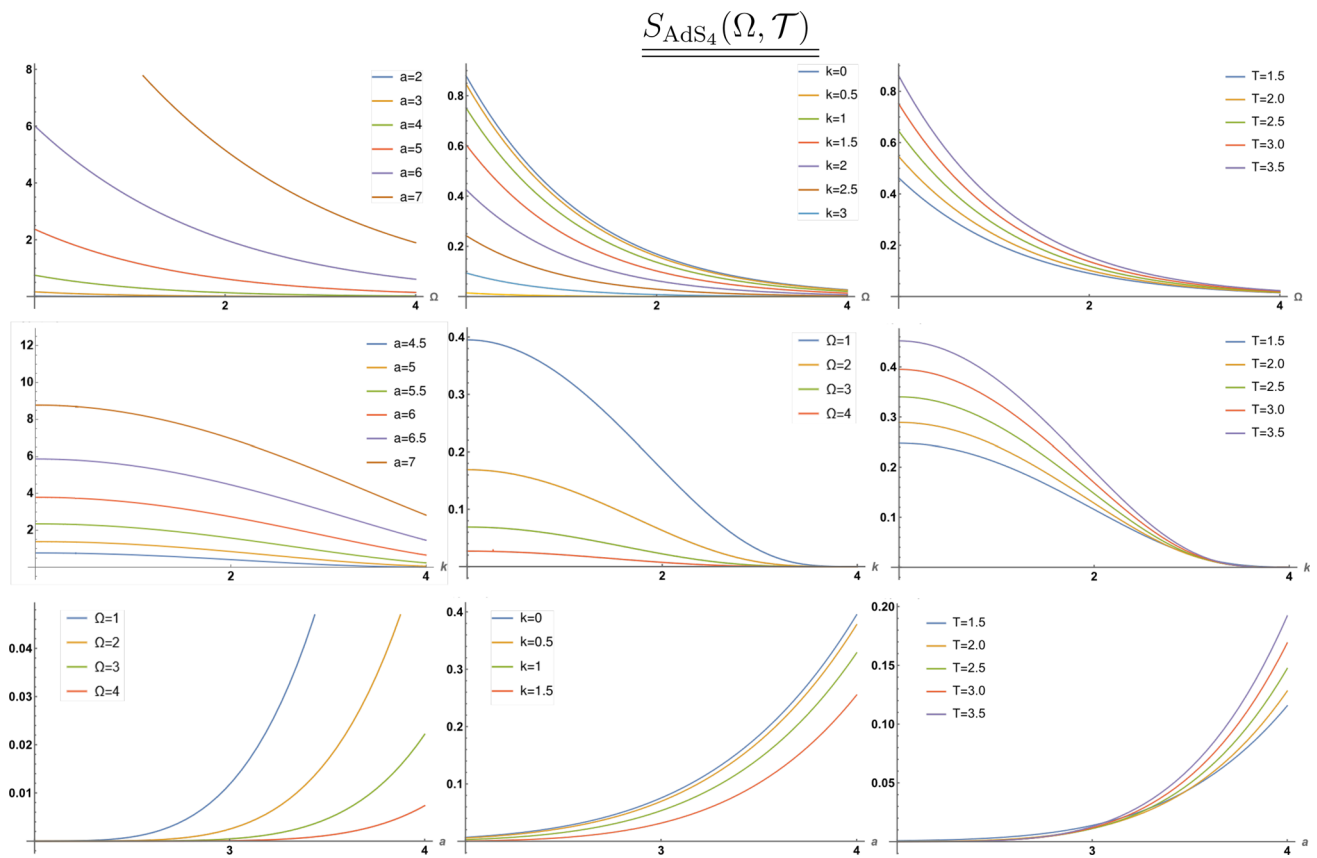 S_AdS₄(Ω, 𝒯)
8
6
4
2
2
4
Ω
a=2
a=3
a=4
a=5
a=6
a=7
0.8
0.6
0.4
0.2
2
4
Ω
k=0
k=0.5
k=1
k=1.5
k=2
k=2.5
k=3
0.8
0.6
0.4
0.2
2
4
Ω
T=1.5
T=2.0
T=2.5
T=3.0
T=3.5
12
10
8
6
4
2
2
4
k
a=4.5
a=5
a=5.5
a=6
a=6.5
a=7
0.4
0.3
0.2
0.1
2
4
k
Ω=1
Ω=2
Ω=3
Ω=4
0.4
0.3
0.2
0.1
2
4
k
T=1.5
T=2.0
T=2.5
T=3.0
T=3.5
0.04
0.03
0.02
0.01
3
4
a
Ω=1
Ω=2
Ω=3
Ω=4
0.4
0.3
0.2
0.1
3
4
a
k=0
k=0.5
k=1
k=1.5
0.20
0.15
0.10
0.05
3
4
a
T=1.5
T=2.0
T=2.5
T=3.0
T=3.5